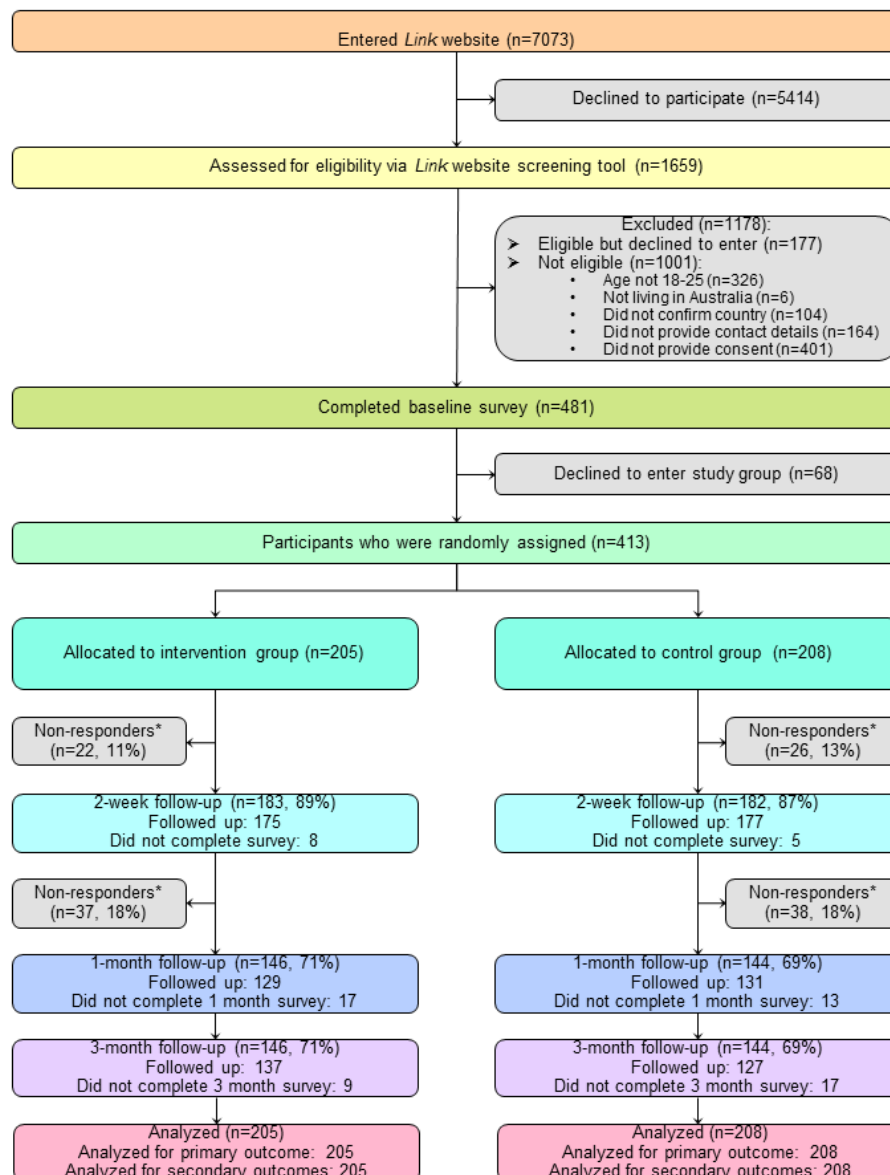 Entered Link website (n=7073)
Declined to participate (n=5414)
Assessed for eligibility via Link website screening tool (n=1659)
Excluded (n=1178):
➤ Eligible but declined to enter (n=177)
➤ Not eligible (n=1001):
• Age not 18-25 (n=326)
• Not living in Australia (n=6)
• Did not confirm country (n=104)
• Did not provide contact details (n=164)
• Did not provide consent (n=401)
Completed baseline survey (n=481)
Declined to enter study group (n=68)
Participants who were randomly assigned (n=413)
Allocated to intervention group (n=205)
Allocated to control group (n=208)
Non-responders*
(n=22, 11%)
Non-responders*
(n=26, 13%)
2-week follow-up (n=183, 89%)
Followed up: 175
Did not complete survey: 8
2-week follow-up (n=182, 87%)
Followed up: 177
Did not complete survey: 5
Non-responders*
(n=37, 18%)
Non-responders*
(n=38, 18%)
1-month follow-up (n=146, 71%)
Followed up: 129
Did not complete 1 month survey: 17
1-month follow-up (n=144, 69%)
Followed up: 131
Did not complete 1 month survey: 13
3-month follow-up (n=146, 71%)
Followed up: 137
Did not complete 3 month survey: 9
3-month follow-up (n=144, 69%)
Followed up: 127
Did not complete 3 month survey: 17
Analyzed (n=205)
Analyzed for primary outcome: 205
Analyzed for secondary outcomes: 205
Analyzed (n=208)
Analyzed for primary outcome: 208
Analyzed for secondary outcomes: 208